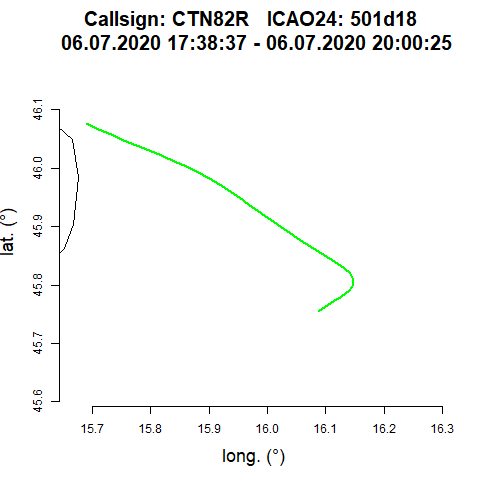 Callsign: CTN82R   ICAO24: 501d18
06.07.2020 17:38:37 - 06.07.2020 20:00:25
46.1
46.0
45.9
45.8
45.7
45.6
lat. (°)
15.7 15.8 15.9 16.0 16.1 16.2 16.3
long. (°)